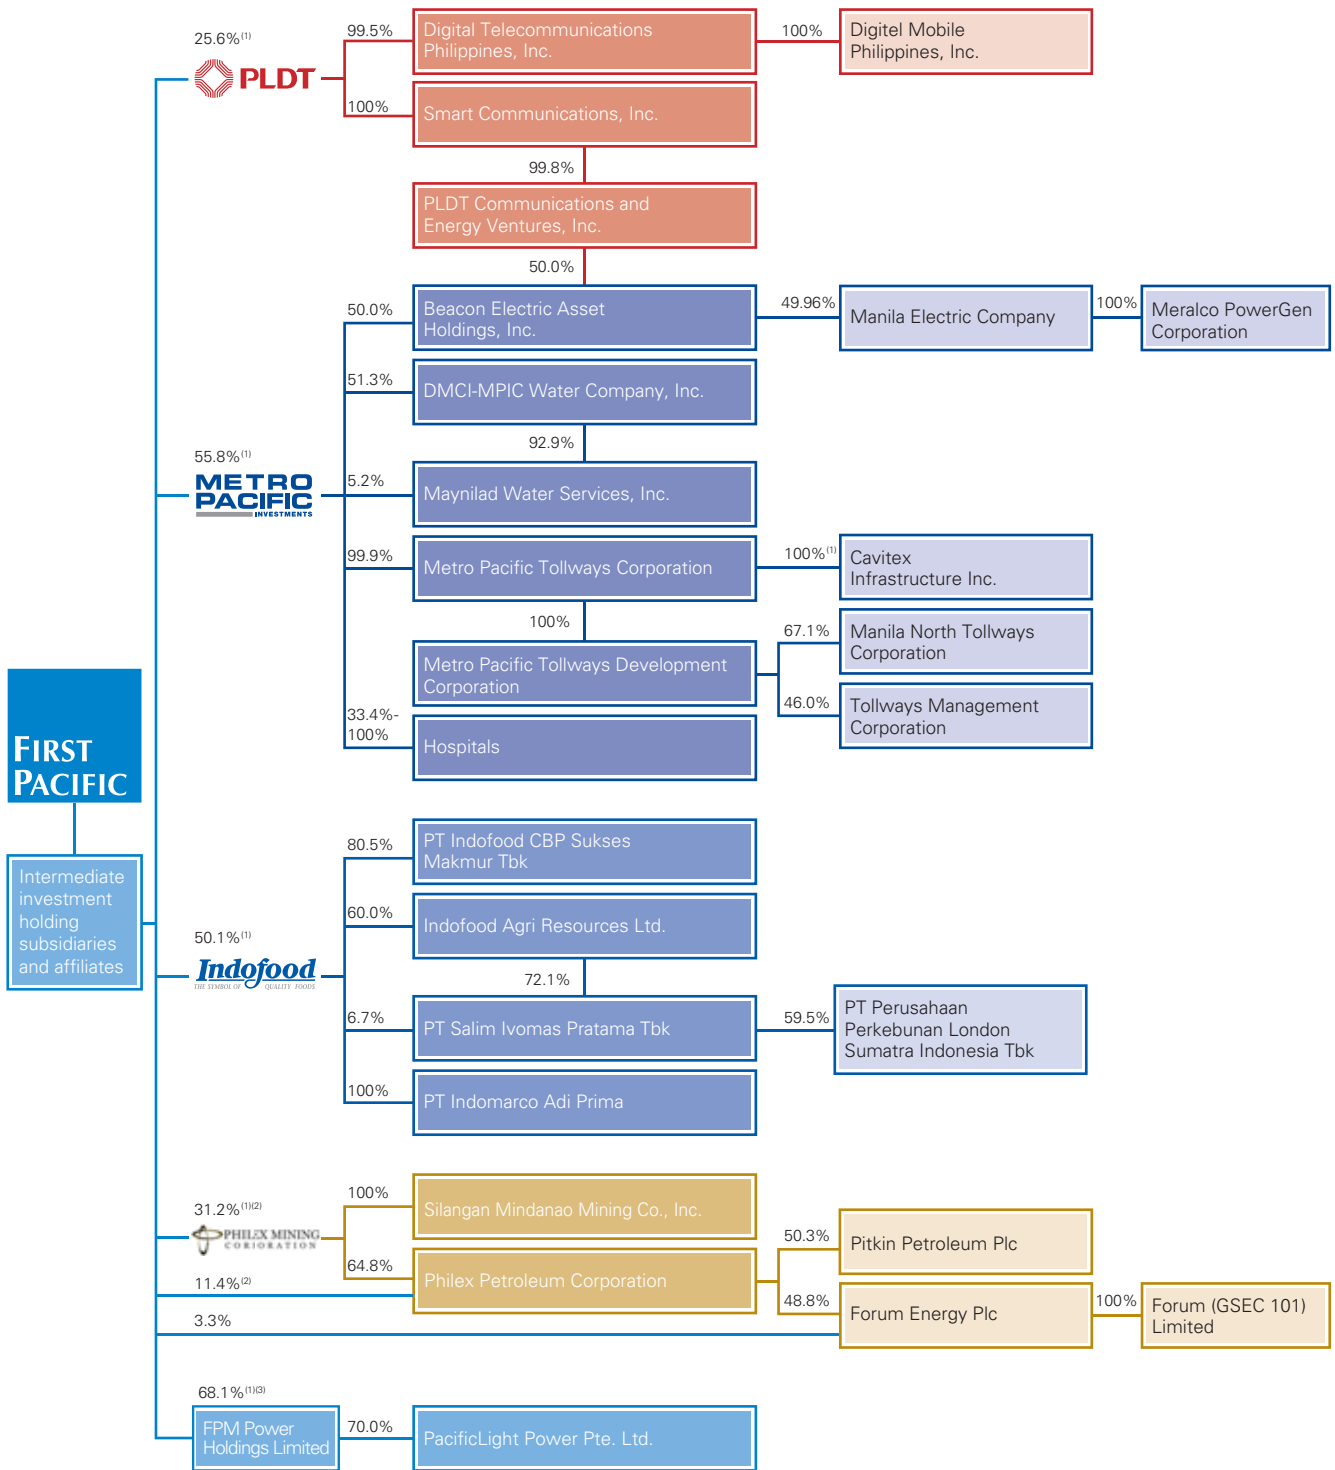 25.6%(1)
PLDT
99.5%
Digital Telecommunications
Philippines, Inc.
100%
Digitel Mobile
Philippines, Inc.
100%
Smart Communications, Inc.
99.8%
PLDT Communications and
Energy Ventures, Inc.
50.0%
50.0%
Beacon Electric Asset
Holdings, Inc.
49.96%
Manila Electric Company
100%
Meralco PowerGen
Corporation
51.3%
DMCI-MPIC Water Company, Inc.
92.9%
55.8%(1)
METRO
PACIFIC
INVESTMENTS
5.2%
Maynilad Water Services, Inc.
99.9%
Metro Pacific Tollways Corporation
100%(1)
Cavitex
Infrastructure Inc.
100%
Metro Pacific Tollways Development
Corporation
67.1%
Manila North Tollways
Corporation
46.0%
Tollways Management
Corporation
33.4%-
100%
Hospitals
FIRST
PACIFIC
Intermediate
investment
holding
subsidiaries
and affiliates
80.5%
PT Indofood CBP Sukses
Makmur Tbk
60.0%
Indofood Agri Resources Ltd.
50.1%(1)
Indofood
THE SYMBOL OF QUALITY FOODS
72.1%
6.7%
PT Salim Ivomas Pratama Tbk
59.5%
PT Perusahaan
Perkebunan London
Sumatra Indonesia Tbk
100%
PT Indomarco Adi Prima
31.2%(1)(2)
PHILEX MINING
CORIORATION
100%
Silangan Mindanao Mining Co., Inc.
64.8%
Philex Petroleum Corporation
50.3%
Pitkin Petroleum Plc
11.4%(2)
48.8%
Forum Energy Plc
100%
Forum (GSEC 101)
Limited
3.3%
68.1%(1)(3)
FPM Power
Holdings Limited
70.0%
PacificLight Power Pte. Ltd.